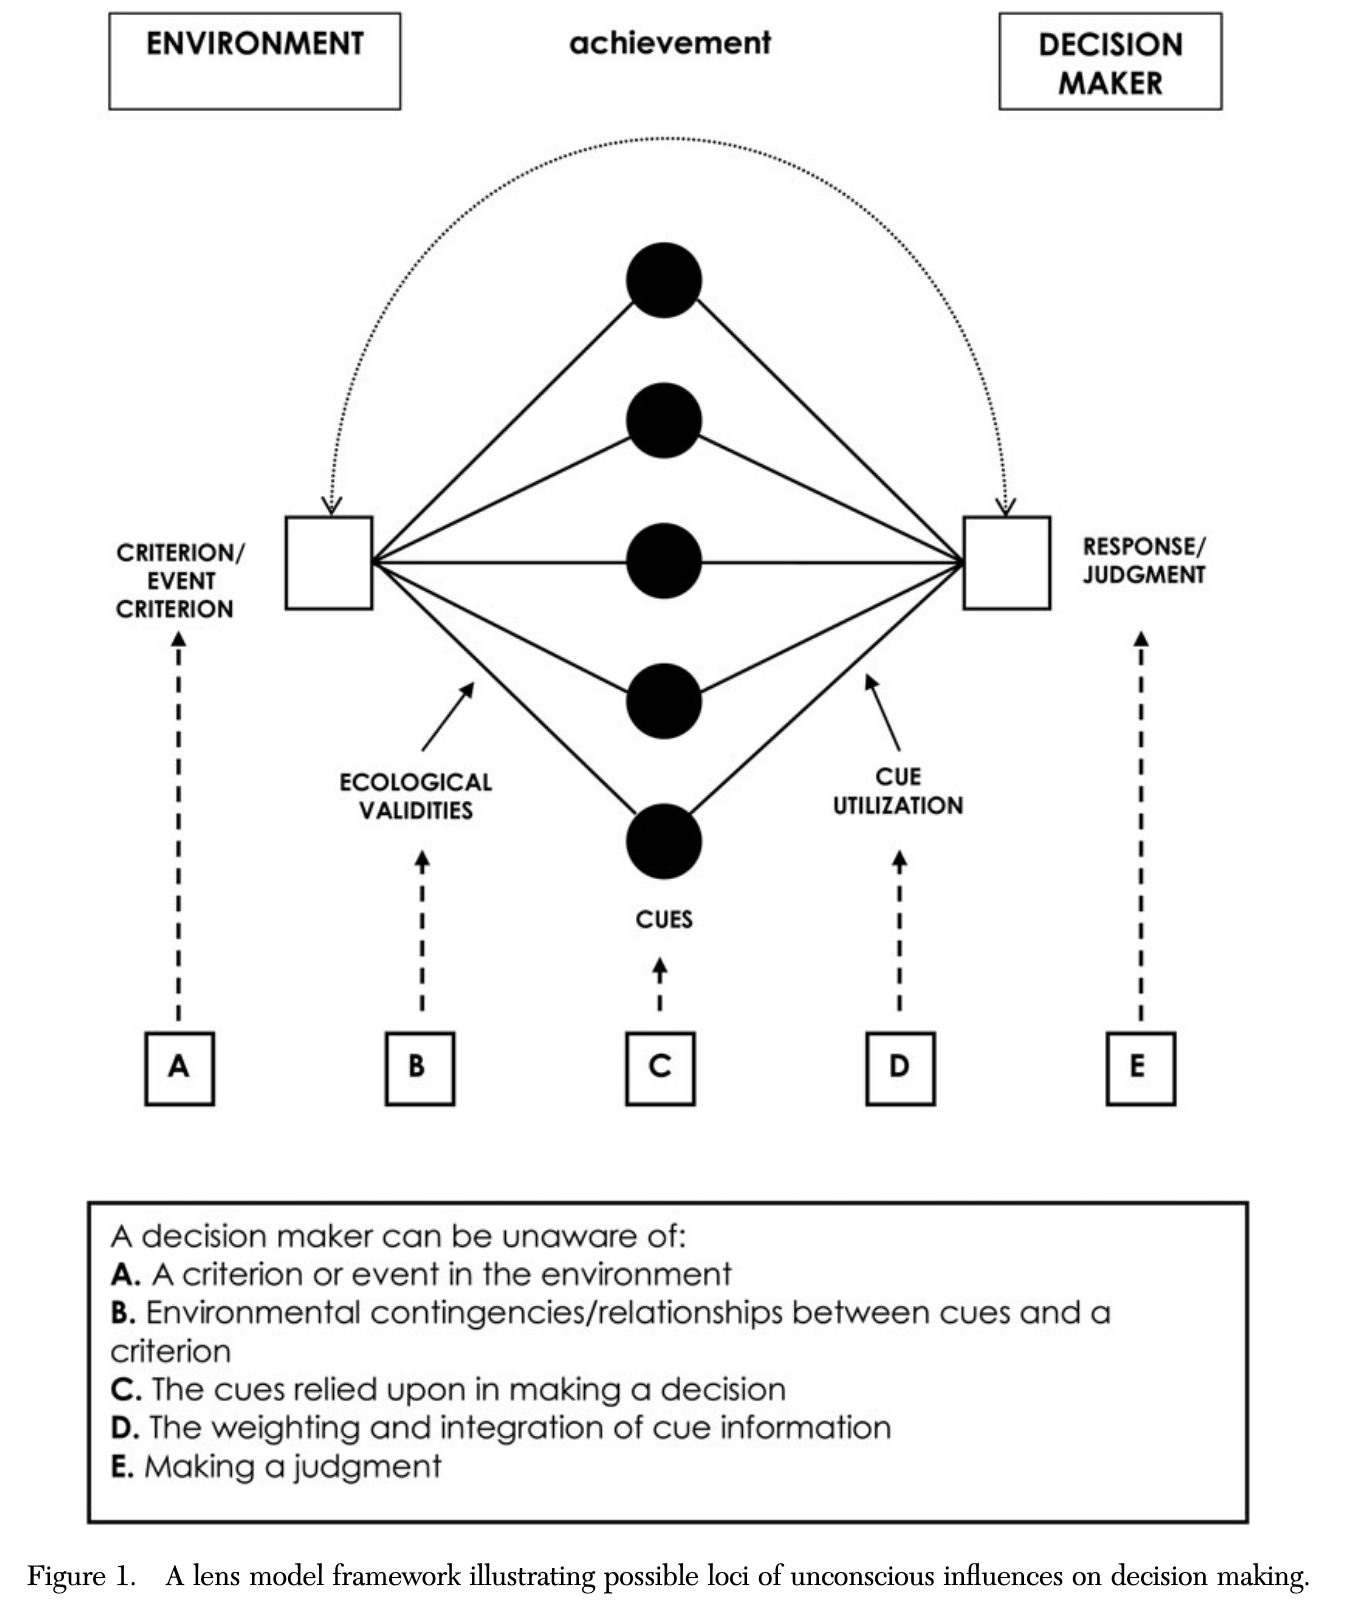 ENVIRONMENT
achievement
DECISION
MAKER
CRITERION/
EVENT
CRITERION
RESPONSE/
JUDGMENT
ECOLOGICAL
VALIDITIES
CUE
UTILIZATION
CUES
A
B
C
D
E
A decision maker can be unaware of:
A. A criterion or event in the environment
B. Environmental contingencies/relationships between cues and a
criterion
C. The cues relied upon in making a decision
D. The weighting and integration of cue information
E. Making a judgment
Figure 1. A lens model framework illustrating possible loci of unconscious influences on decision making.